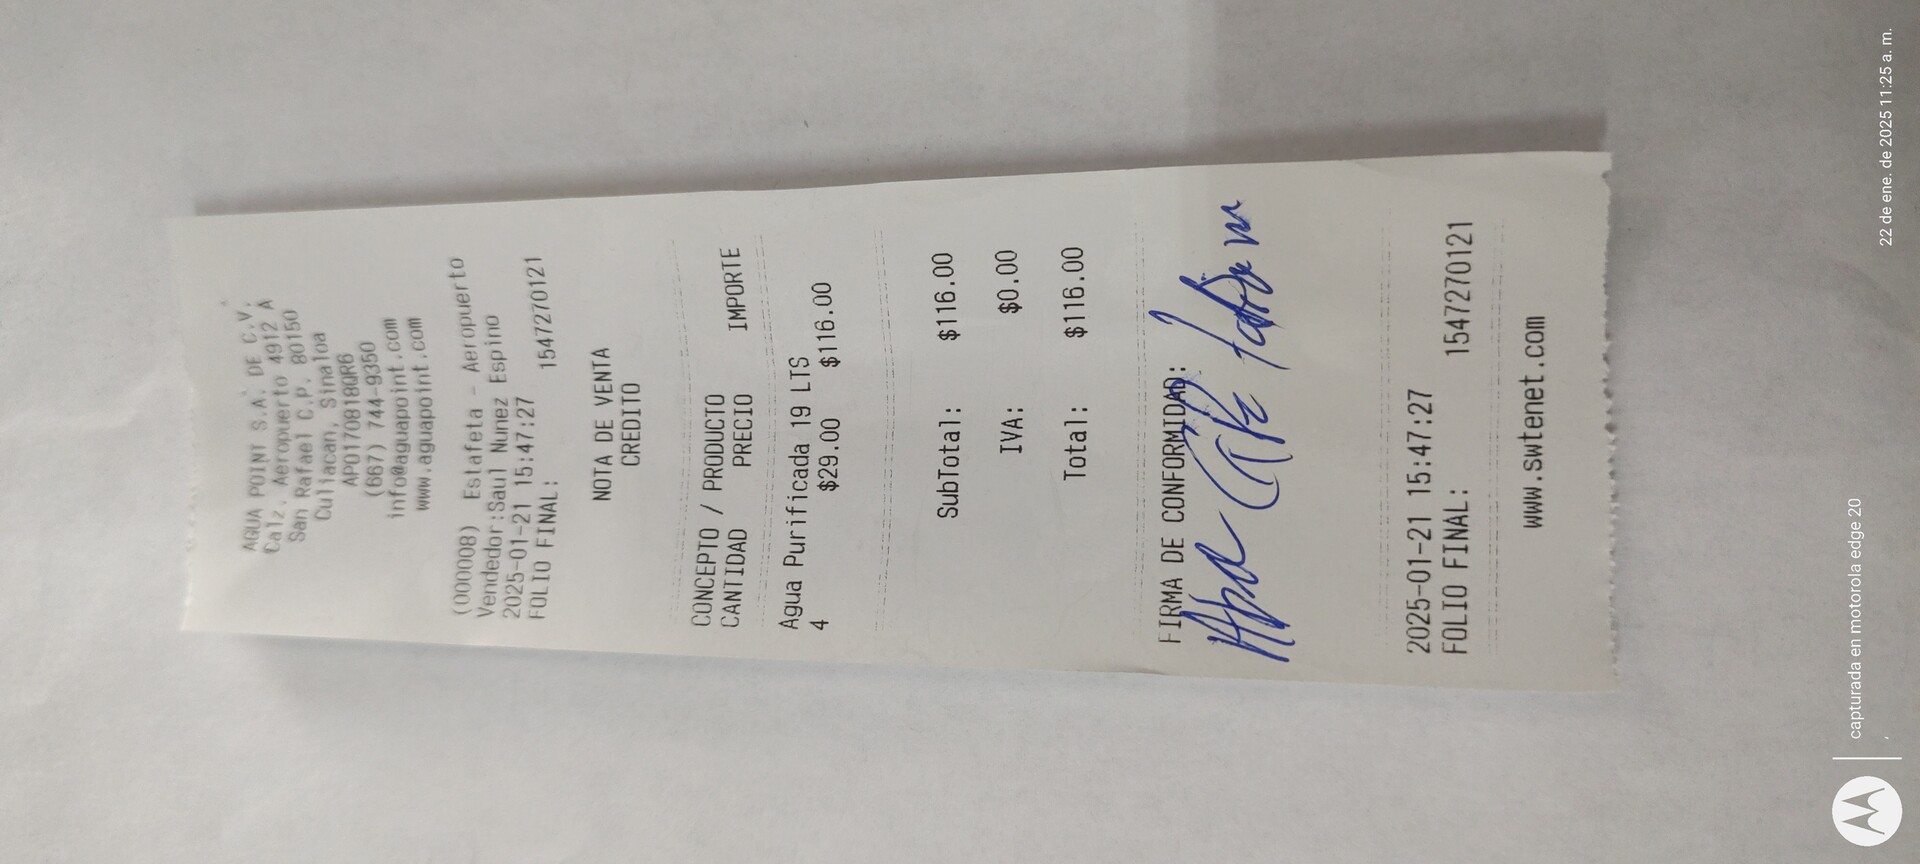 AGUA POINT S.A. DE C.V.
Calz. Aeropuerto 4912 A
San Rafael C.P. 80150
Culiacan, Sinaloa
APO170818QR6
(667) 744-9350
info@aguapoint.com
www.aguapoint.com
(000008) Estafeta - Aeropuerto
Vendedor:Saul Nunez Espino
2025-01-21 15:47:27
FOLIO FINAL: 1547270121
NOTA DE VENTA
CREDITO
CONCEPTO / PRODUCTO
CANTIDAD PRECIO IMPORTE
Agua Purificada 19 LTS
4 $29.00 $116.00
SubTotal: $116.00
IVA: $0.00
Total: $116.00
FIRMA DE CONFORMIDAD:
2025-01-21 15:47:27
FOLIO FINAL: 1547270121
www.swtenet.com
capturada en motorola edge 20
22 de ene. de 2025 11:25 a. m.